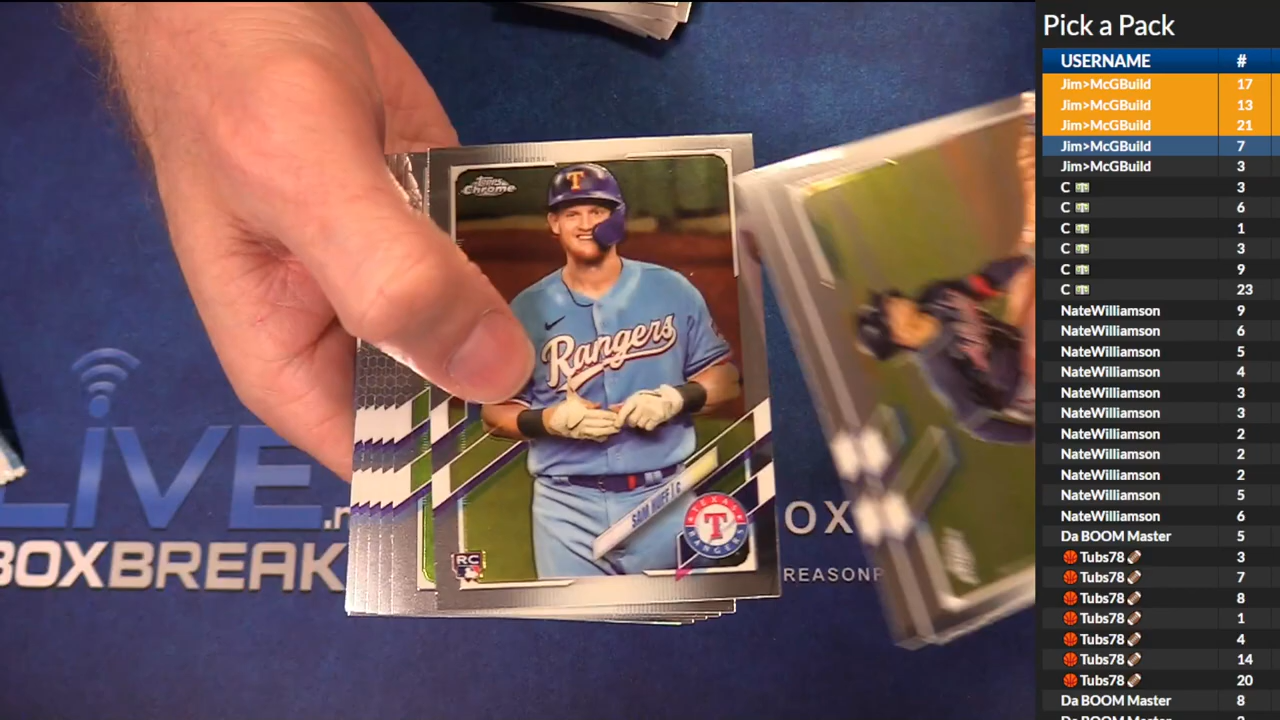 Pick a Pack
USERNAME #
Jim>McGBuild 17
Jim>McGBuild 13
Jim>McGBuild 21
Jim>McGBuild 7
Jim>McGBuild 3
C 3
C 6
C 1
C 3
C 9
C 23
NateWilliamson 9
NateWilliamson 6
NateWilliamson 5
NateWilliamson 4
NateWilliamson 3
NateWilliamson 3
NateWilliamson 2
NateWilliamson 2
NateWilliamson 2
NateWilliamson 5
NateWilliamson 6
Da BOOM Master 5
Tubs78 3
Tubs78 7
Tubs78 8
Tubs78 1
Tubs78 4
Tubs78 14
Tubs78 20
Da BOOM Master 8
Topps
Chrome
T
Rangers
SAM HUFF | C
TEXAS
T
RANGERS
RC
LIVE
BOXBREAK
OX
REASON